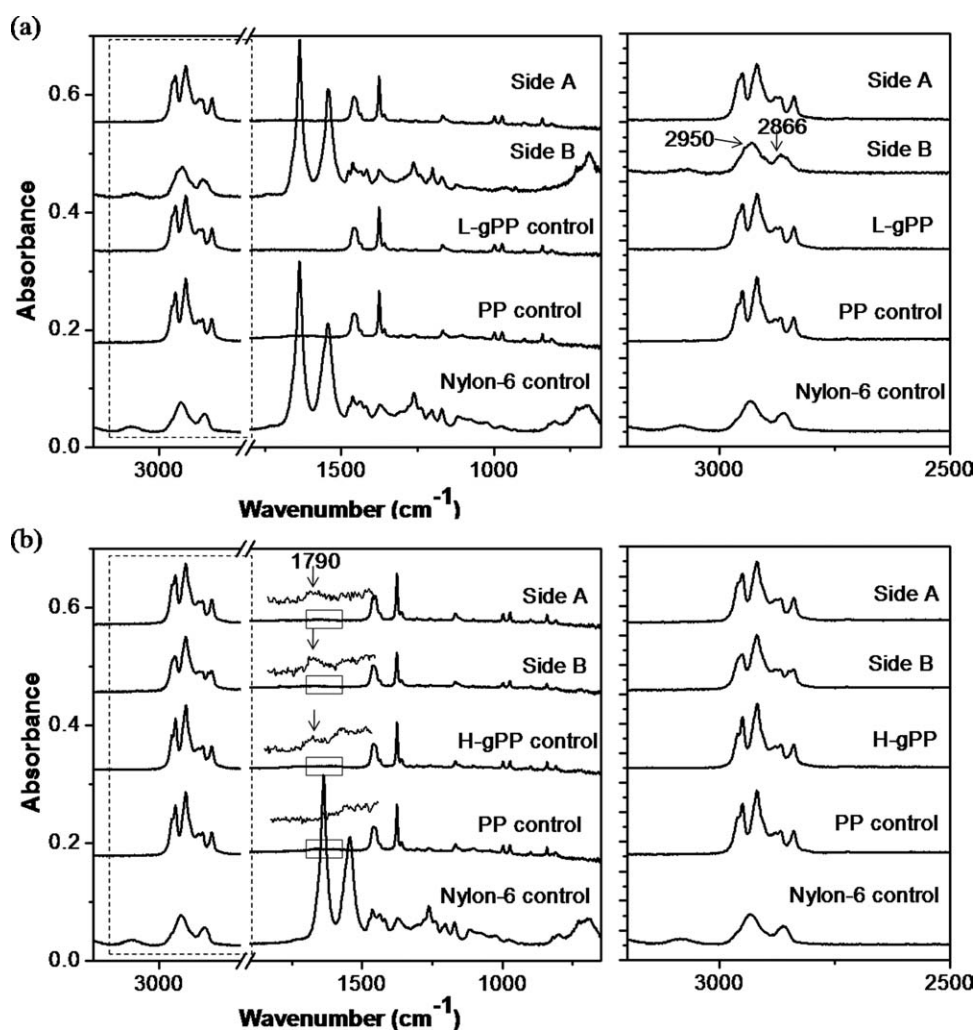 (a)
Absorbance
0.6
0.4
0.2
0.0
Side A
Side B
L-gPP control
PP control
Nylon-6 control
3000
1500
1000
Wavenumber (cm-1)
Side A
2950
2866
Side B
L-gPP
PP control
Nylon-6 control
3000
2500
(b)
Absorbance
0.6
0.4
0.2
0.0
1790
Side A
Side B
H-gPP control
PP control
Nylon-6 control
3000
1500
1000
Wavenumber (cm-1)
Side A
Side B
H-gPP
PP control
Nylon-6 control
3000
2500